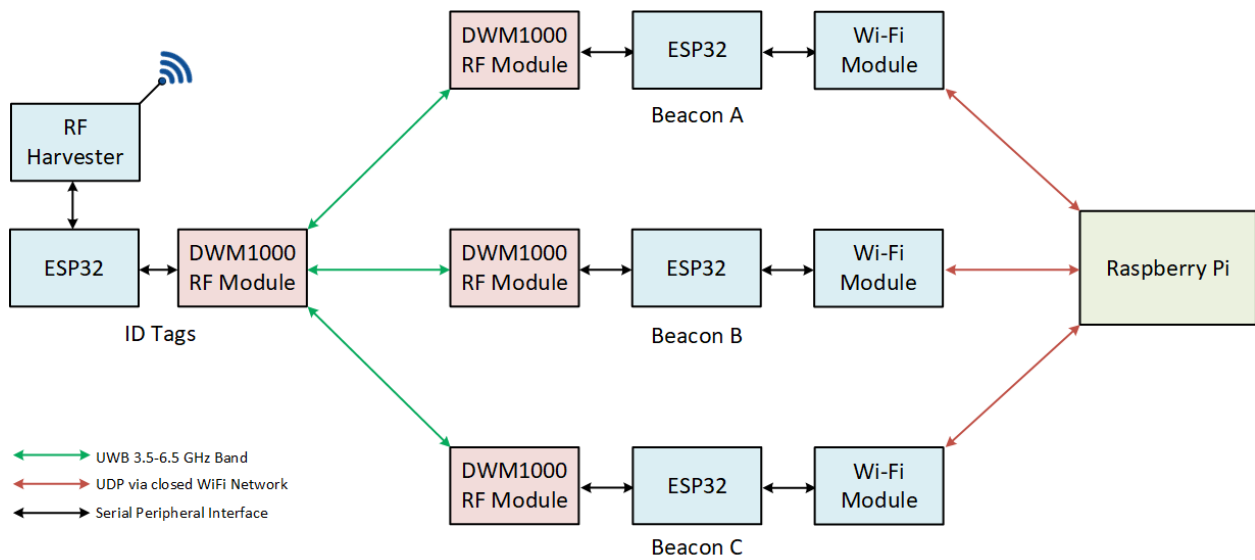 DWM1000
RF Module
ESP32
Wi-Fi
Module
Beacon A
RF
Harvester
ESP32
DWM1000
RF Module
ID Tags
DWM1000
RF Module
ESP32
Wi-Fi
Module
Beacon B
Raspberry Pi
DWM1000
RF Module
ESP32
Wi-Fi
Module
Beacon C
UWB 3.5-6.5 GHz Band
UDP via closed WiFi Network
Serial Peripheral Interface